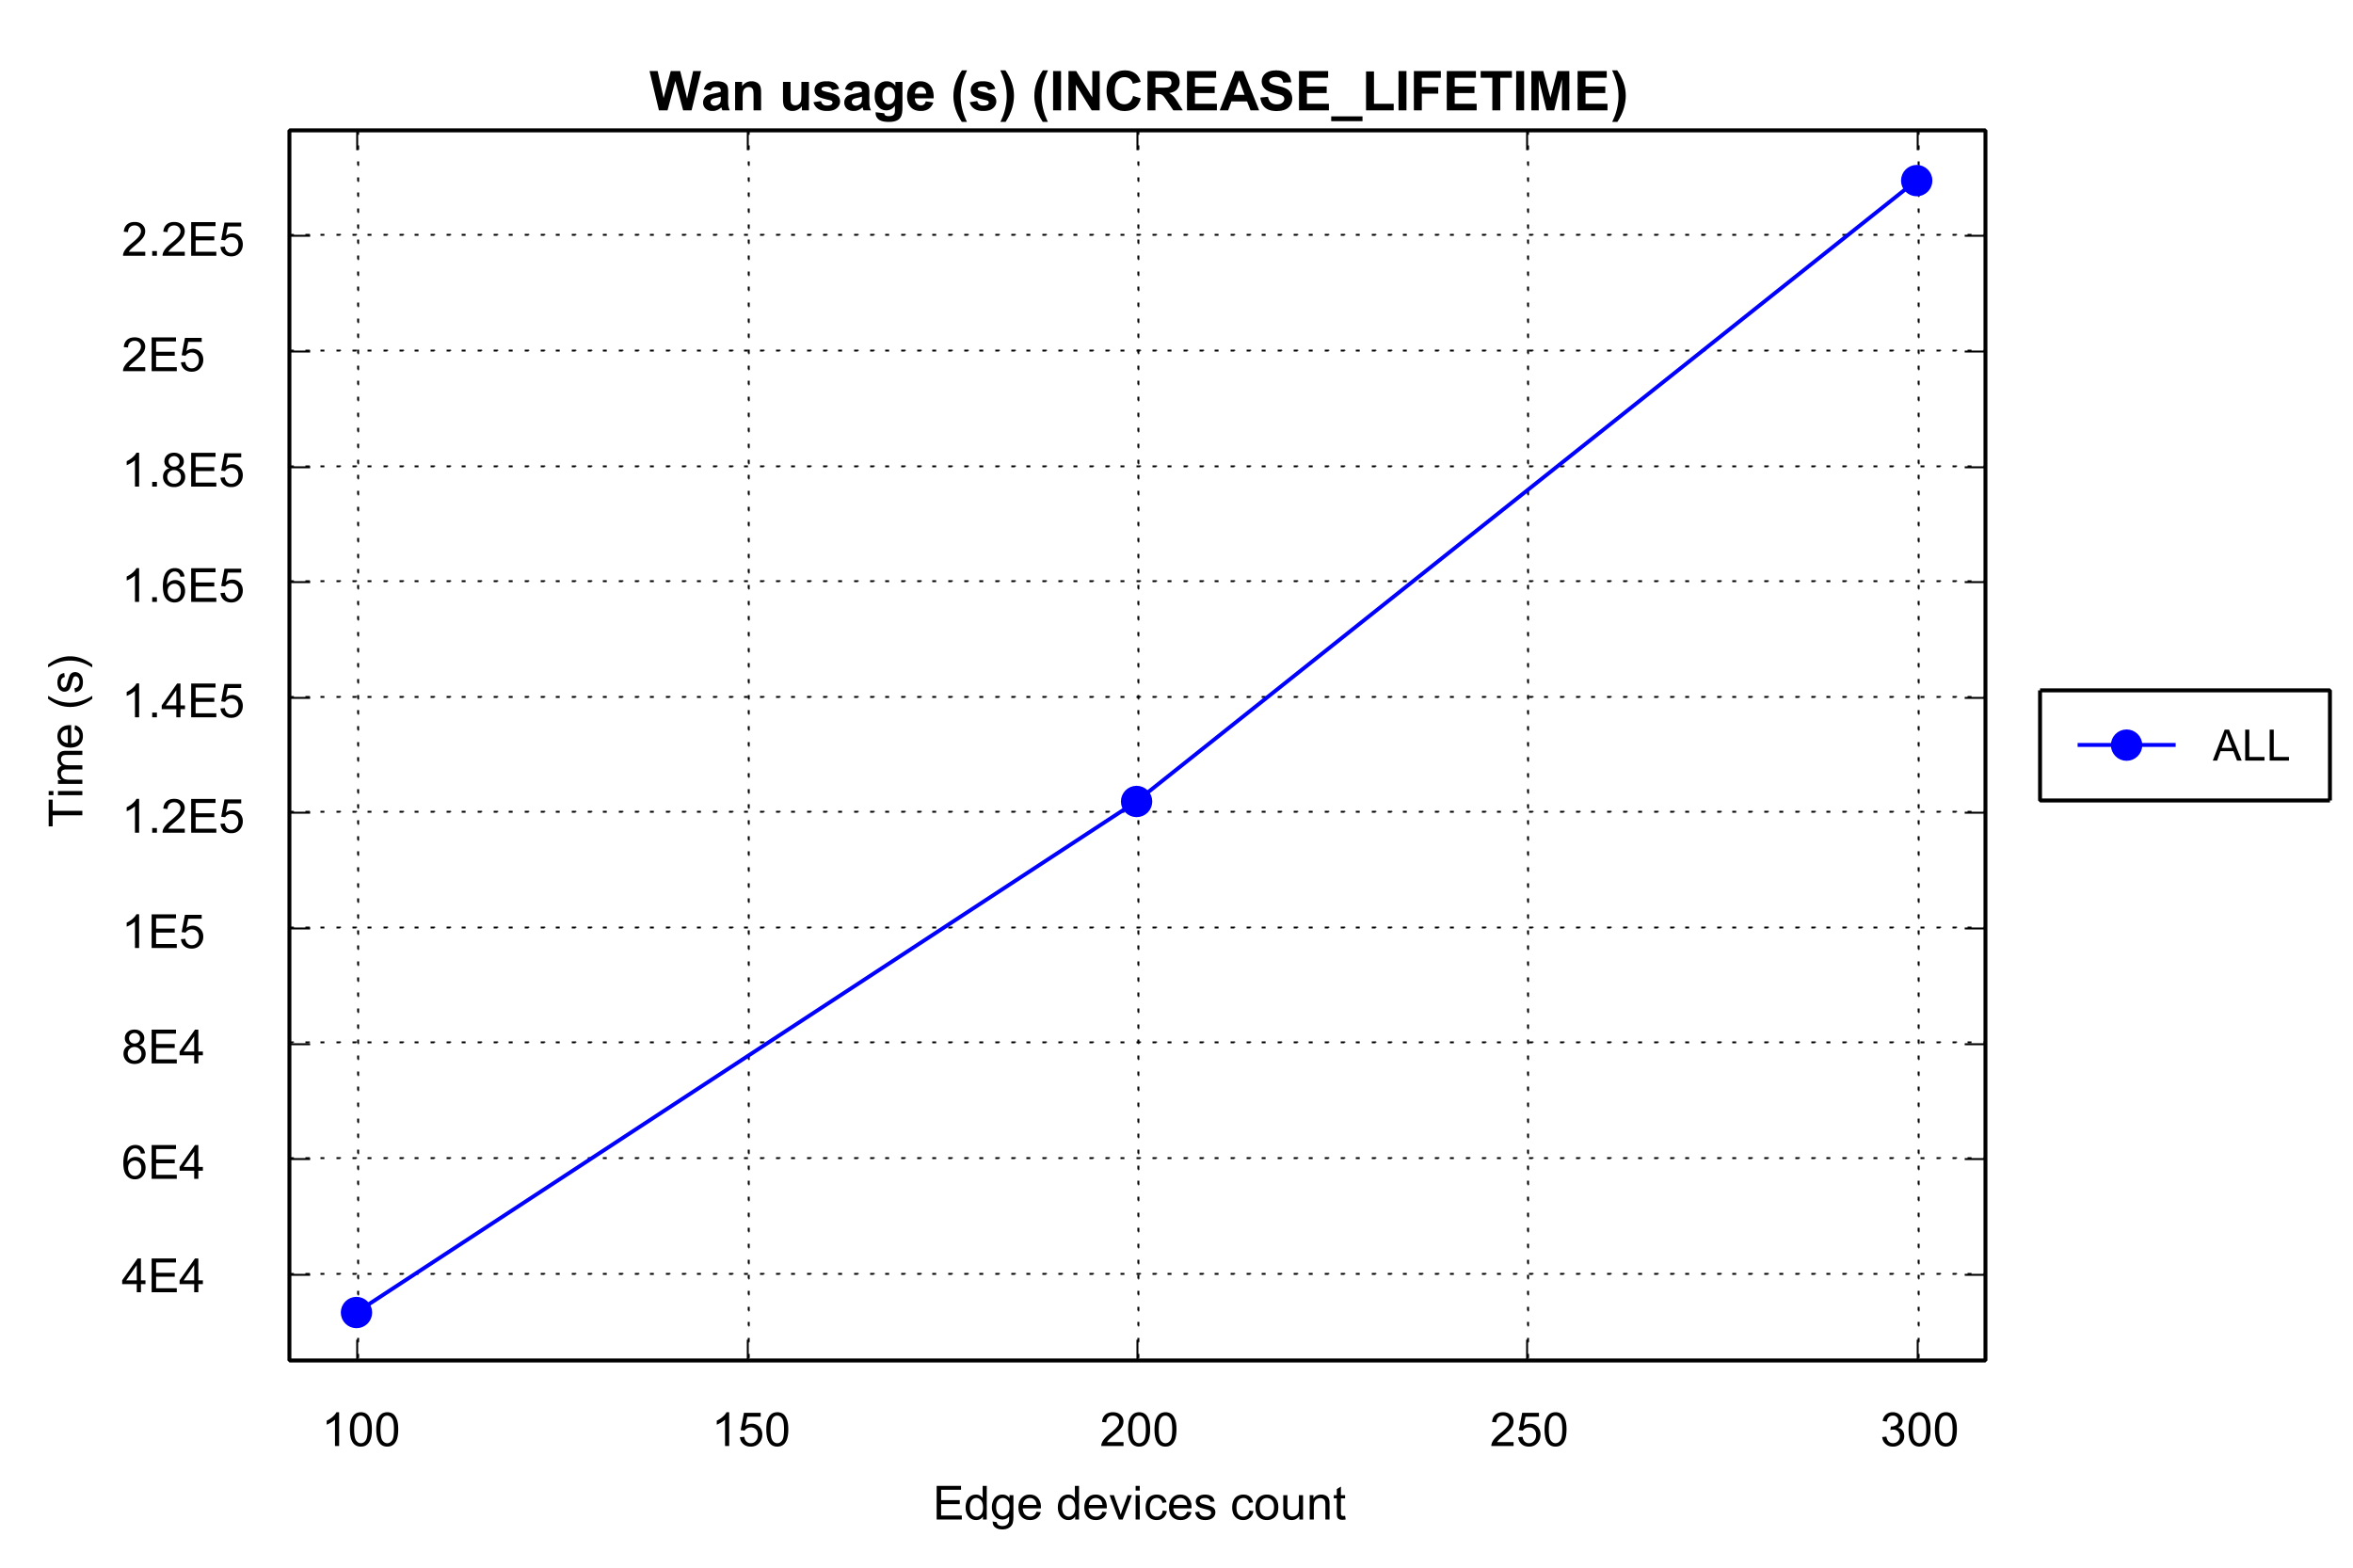 Wan usage (s) (INCREASE_LIFETIME)
2.2E5
2E5
1.8E5
1.6E5
1.4E5
1.2E5
1E5
8E4
6E4
4E4
Time (s)
ALL
100 150 200 250 300
Edge devices count